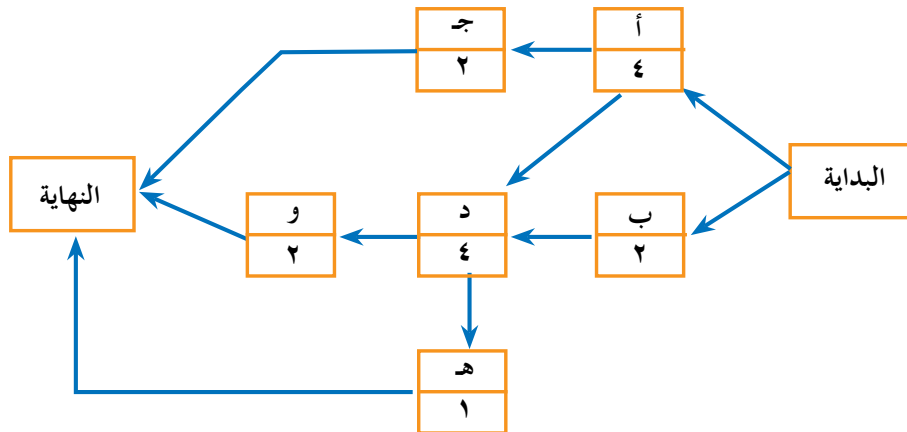 أ
٤
جـ
٢
البداية
النهاية
ب
٢
د
٤
و
٢
هـ
١